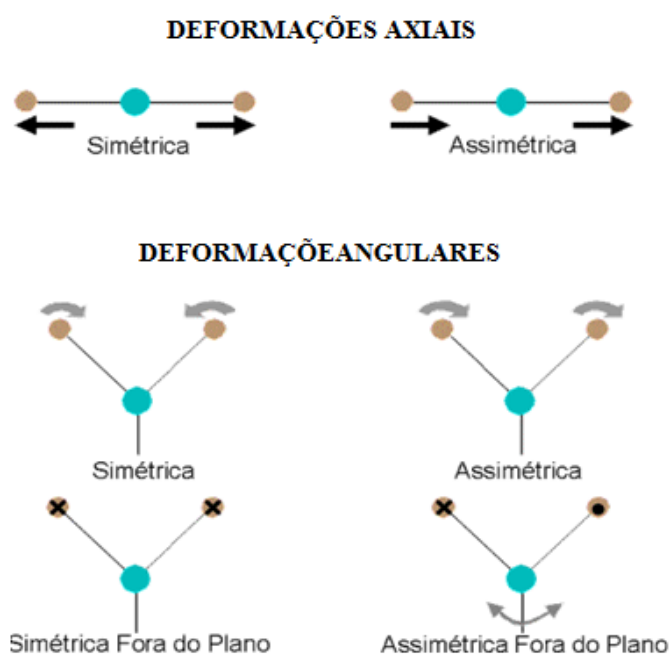 DEFORMAÇÕES AXIAIS
Simétrica
Assimétrica
DEFORMAÇÕEANGULARES
Simétrica
Assimétrica
Simétrica Fora do Plano
Assimétrica Fora do Plano